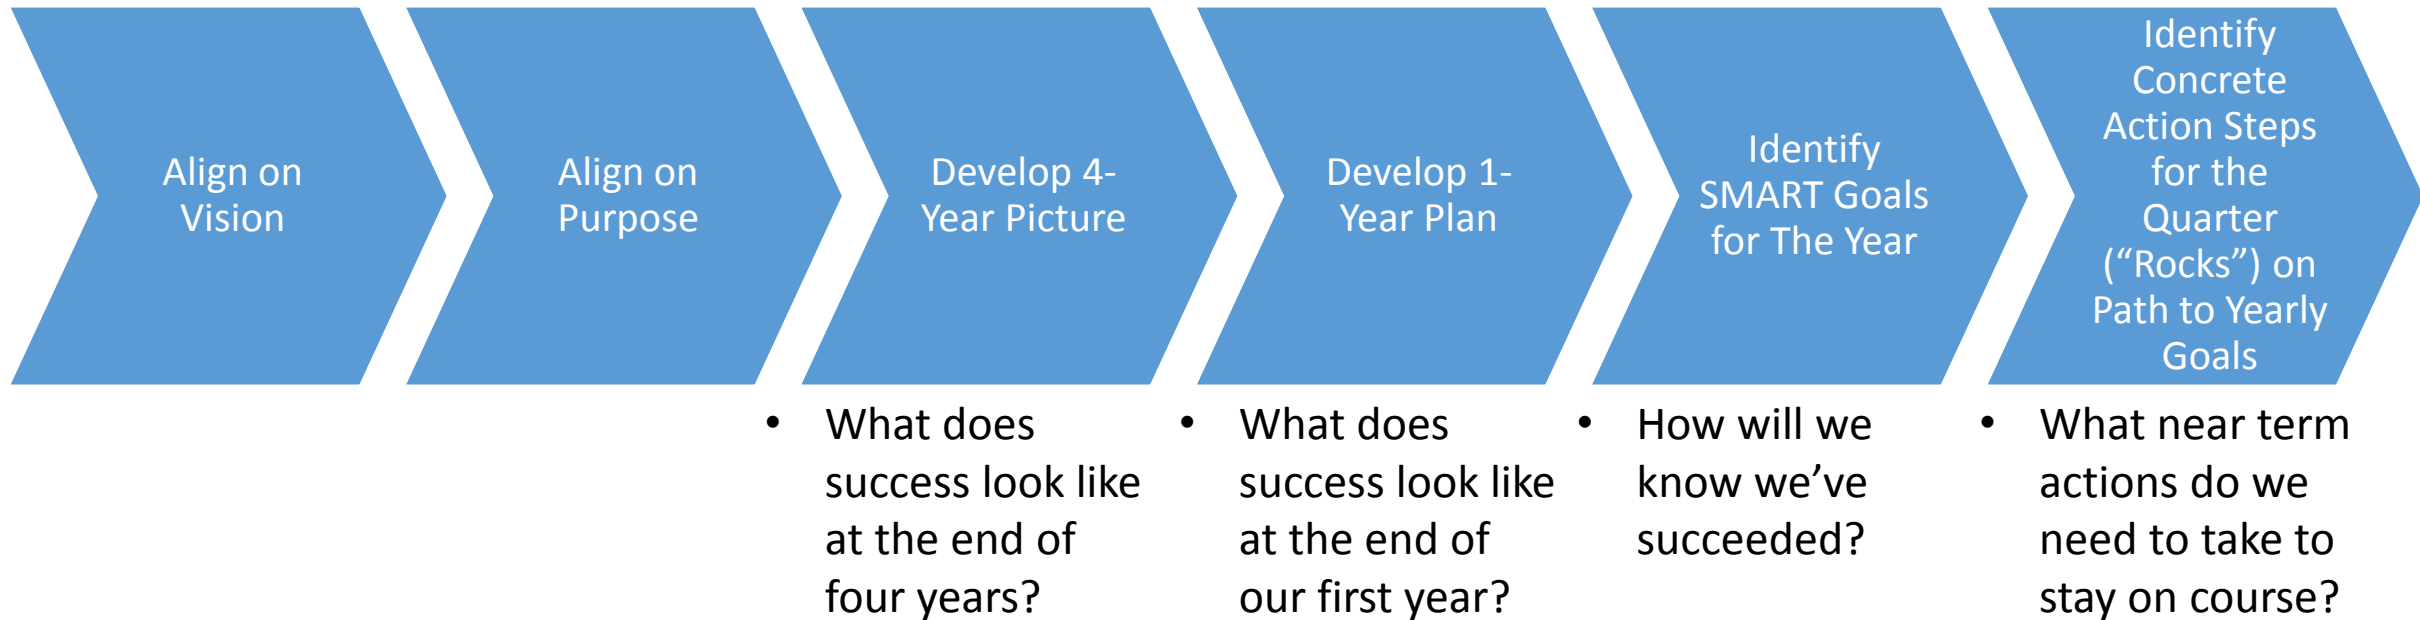 Align on
Vision
Align on
Purpose
Develop 4-
Year Picture
Develop 1-
Year Plan
Identify
SMART Goals
for The Year
Identify
Concrete
Action Steps
for the
Quarter
(“Rocks”) on
Path to Yearly
Goals
• What does
success look like
at the end of
four years?
• What does
success look like
at the end of
our first year?
• How will we
know we’ve
succeeded?
• What near term
actions do we
need to take to
stay on course?